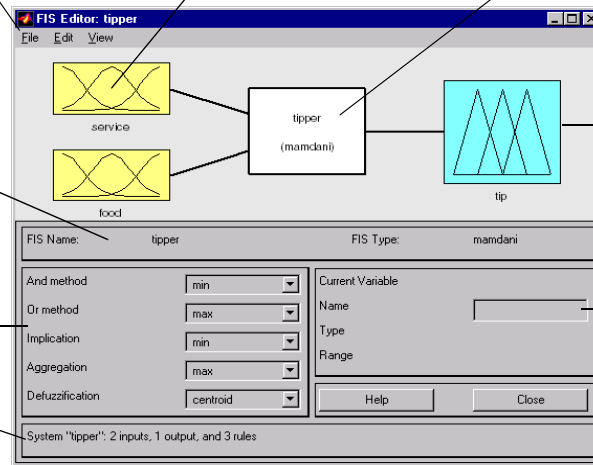 FIS Editor: tipper
File Edit View
service
food
tipper
(mamdani)
tip
FIS Name: tipper FIS Type: mamdani
And method min
Or method max
Implication min
Aggregation max
Defuzzification centroid
Current Variable
Name
Type
Range
Help Close
System "tipper": 2 inputs, 1 output, and 3 rules